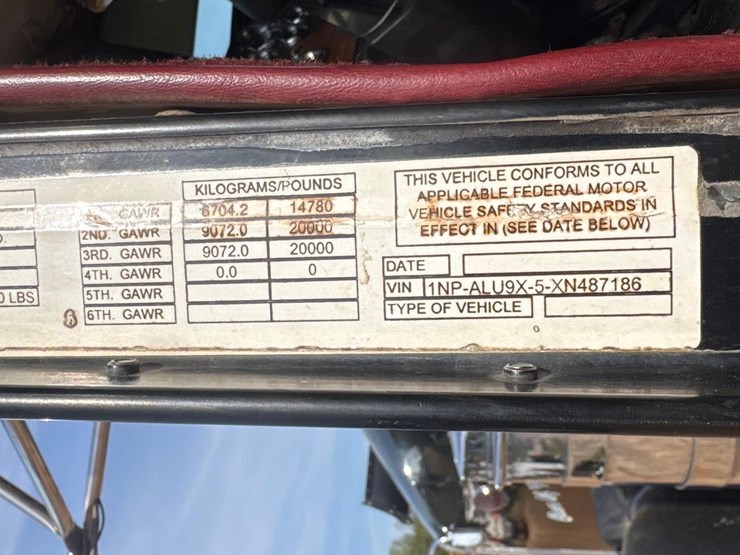 KILOGRAMS/POUNDS
GAWR 6704.2 14780
2ND. GAWR 9072.0 20000
3RD. GAWR 9072.0 20000
4TH. GAWR 0.0 0
5TH. GAWR
6TH. GAWR
0 LBS
THIS VEHICLE CONFORMS TO ALL
APPLICABLE FEDERAL MOTOR
VEHICLE SAFETY STANDARDS IN
EFFECT IN (SEE DATE BELOW)
DATE
VIN 1NP-ALU9X-5-XN487186
TYPE OF VEHICLE